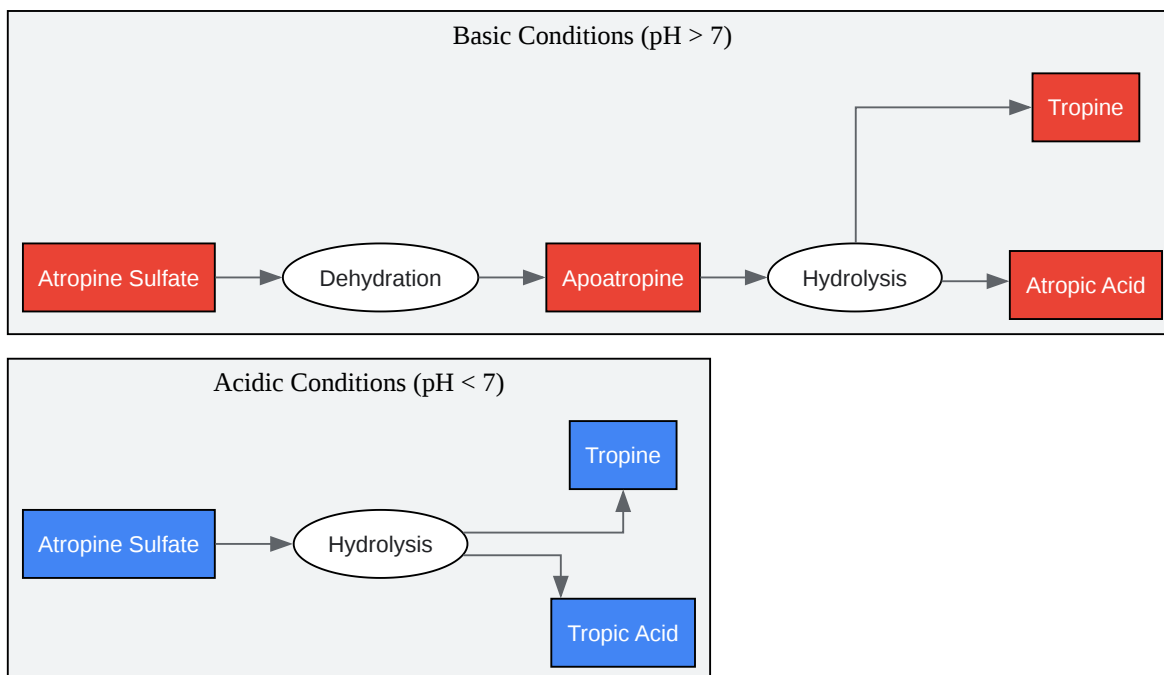 Basic Conditions (pH > 7)
Tropine
Atropine Sulfate
Dehydration
Apoatropine
Hydrolysis
Atropic Acid
Acidic Conditions (pH < 7)
Tropine
Atropine Sulfate
Hydrolysis
Tropic Acid